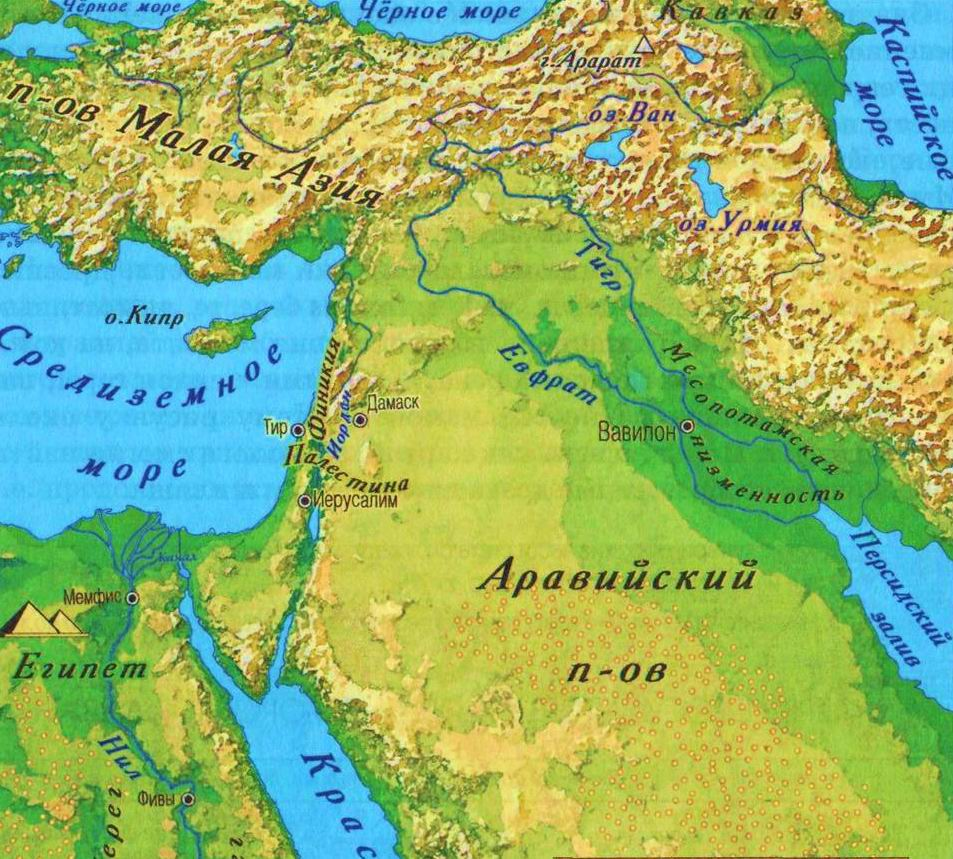 Чёрное море
Чёрное море
Кавказ
Каспийское
море
г.Арарат
оз.Ван
п-ов Малая Азия
оз.Урмия
Тигр
о.Кипр
Средиземное
море
Евфрат
Месопотамская
низменность
Финикия
Иордан
Дамаск
Тир
Вавилон
Палестина
Иерусалим
канал
Мемфис
Египет
Аравийский
п-ов
Персидский
залив
Нил
Фивы
Крас
ерег